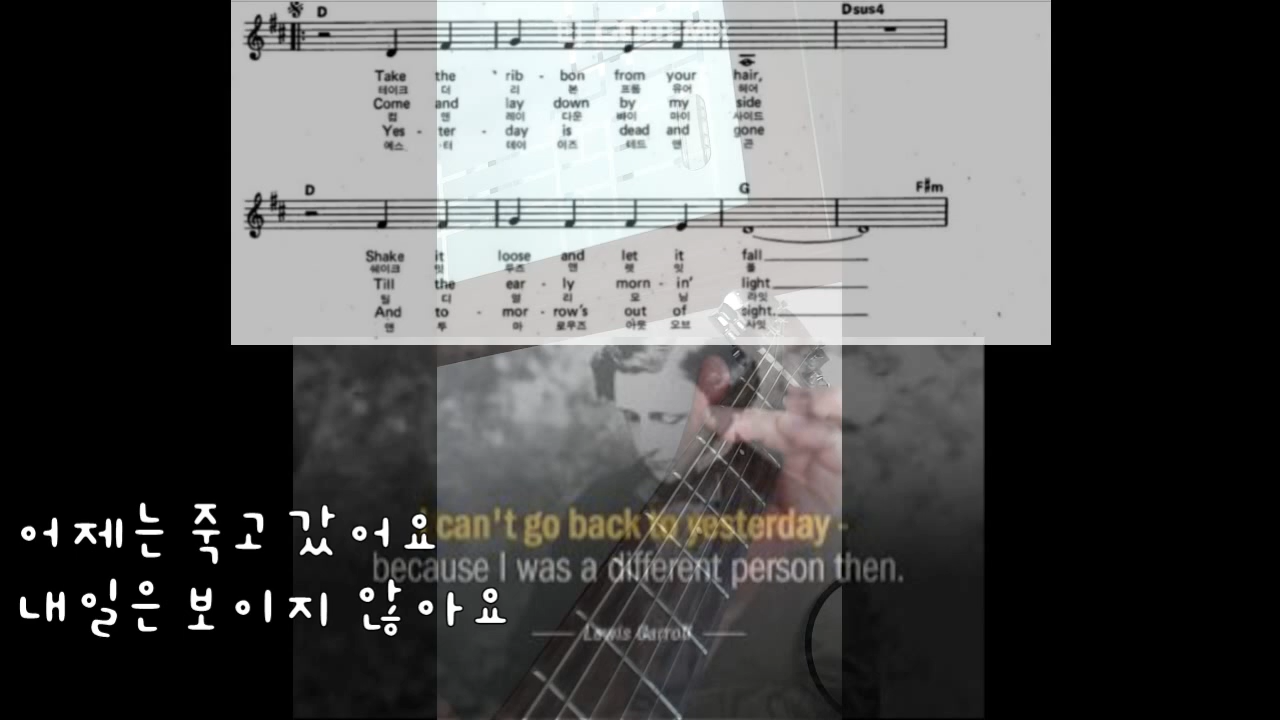 D Dsus4
Take the rib - bon from your hair,
테이크 더 리 본 프롬 유어 헤어
Come and lay down by my side
컴 앤 레이 다운 바이 마이 사이드
Yes - ter - day is dead and gone
예스 터 데이 이즈 데드 앤 곤
D G F#m
Shake it loose and let it fall
쉐이크 잇 루즈 앤 렛 잇 폴
Till the ear - ly morn - in' light
틸 디 얼 리 모 닝 라잇
And to - mor - row's out of sight.
앤 투 마 로우즈 아웃 오브 사잇
I can't go back to yesterday -
because I was a different person then.
Lewis Carroll
어제는 죽고 갔어요
내일은 보이지 않아요